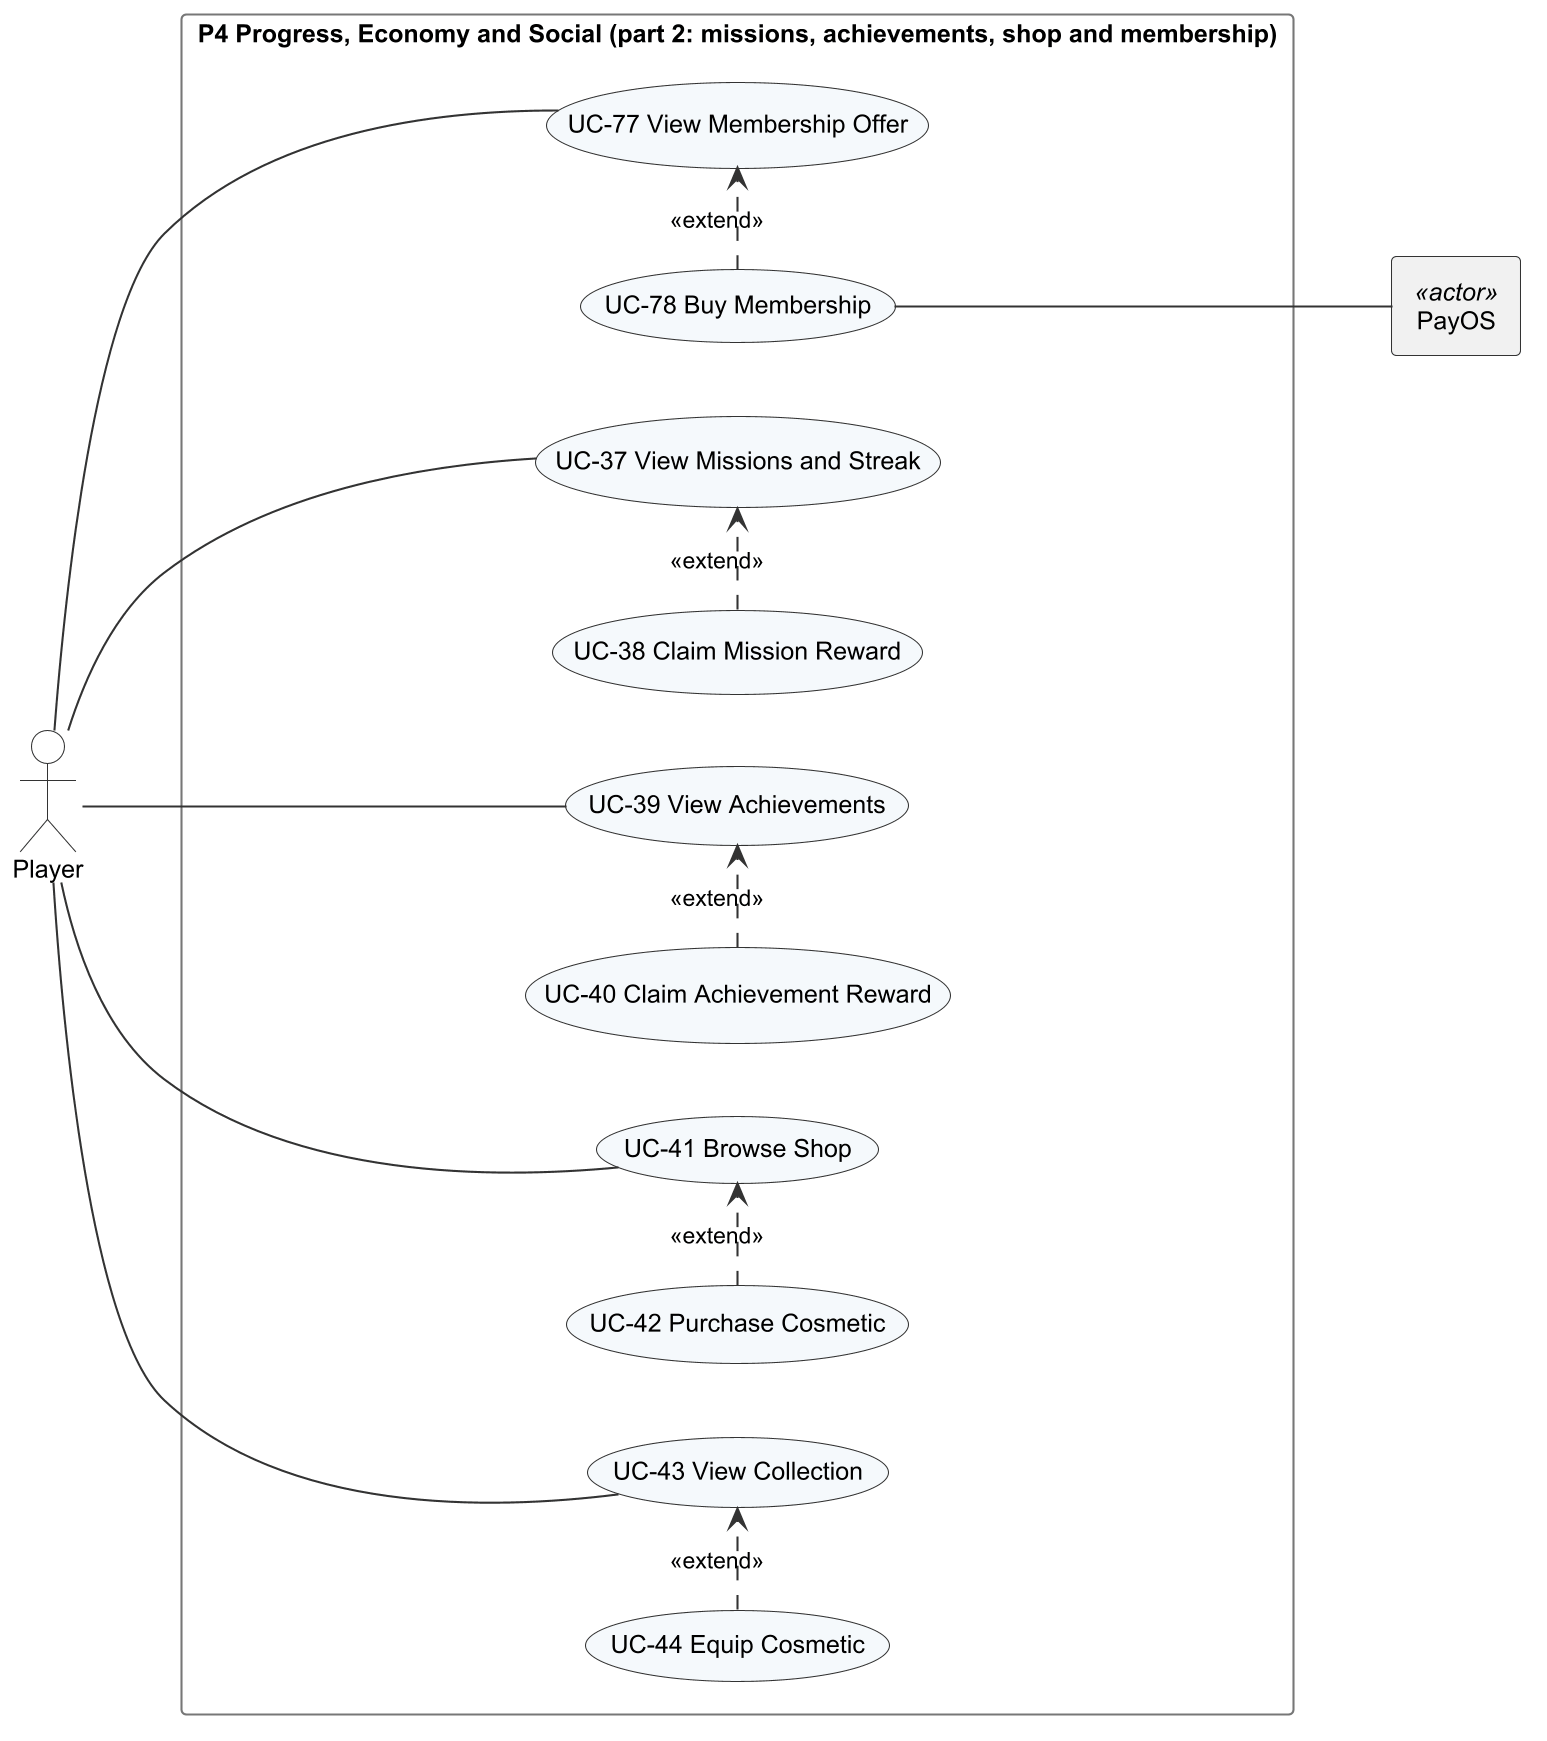 P4 Progress, Economy and Social (part 2: missions, achievements, shop and membership)
UC-77 View Membership Offer
«extend»
UC-78 Buy Membership
«actor»
PayOS
UC-37 View Missions and Streak
«extend»
UC-38 Claim Mission Reward
UC-39 View Achievements
Player
«extend»
UC-40 Claim Achievement Reward
UC-41 Browse Shop
«extend»
UC-42 Purchase Cosmetic
UC-43 View Collection
«extend»
UC-44 Equip Cosmetic